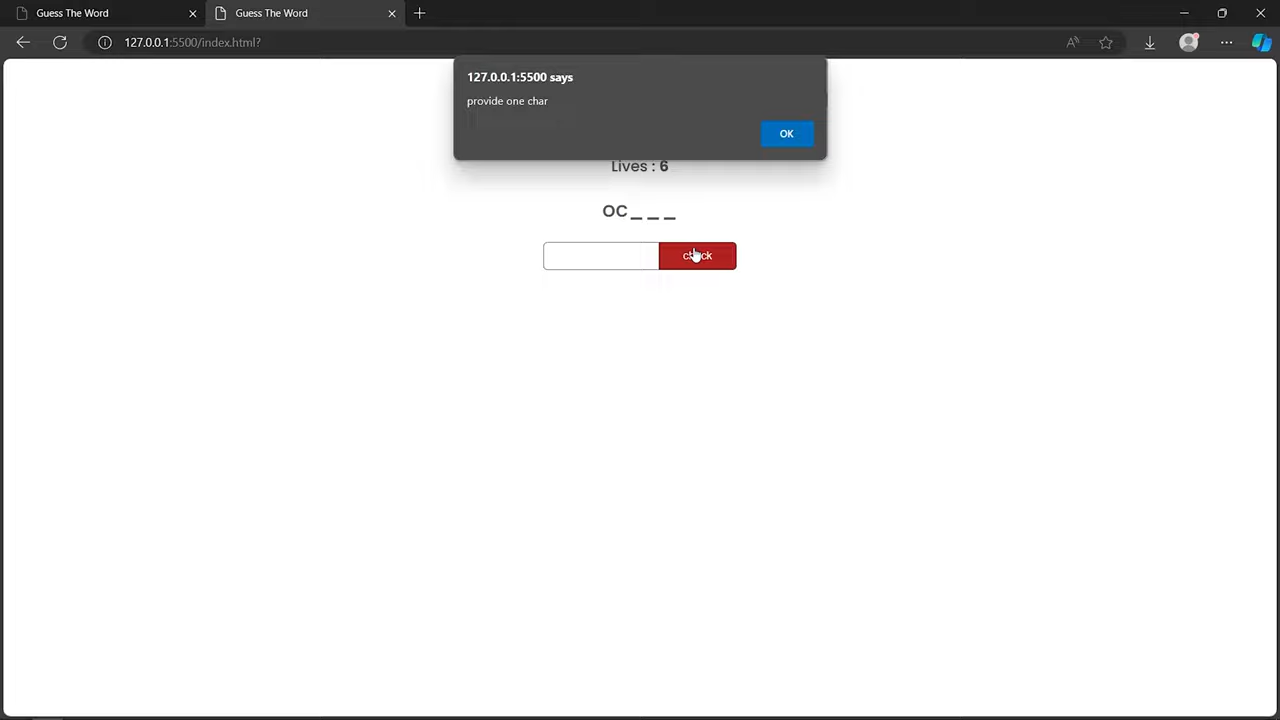 Guess The Word
Guess The Word
127.0.0.1:5500/index.html?
127.0.0.1:5500 says
provide one char
OK
Lives : 6
OC _ _ _
check